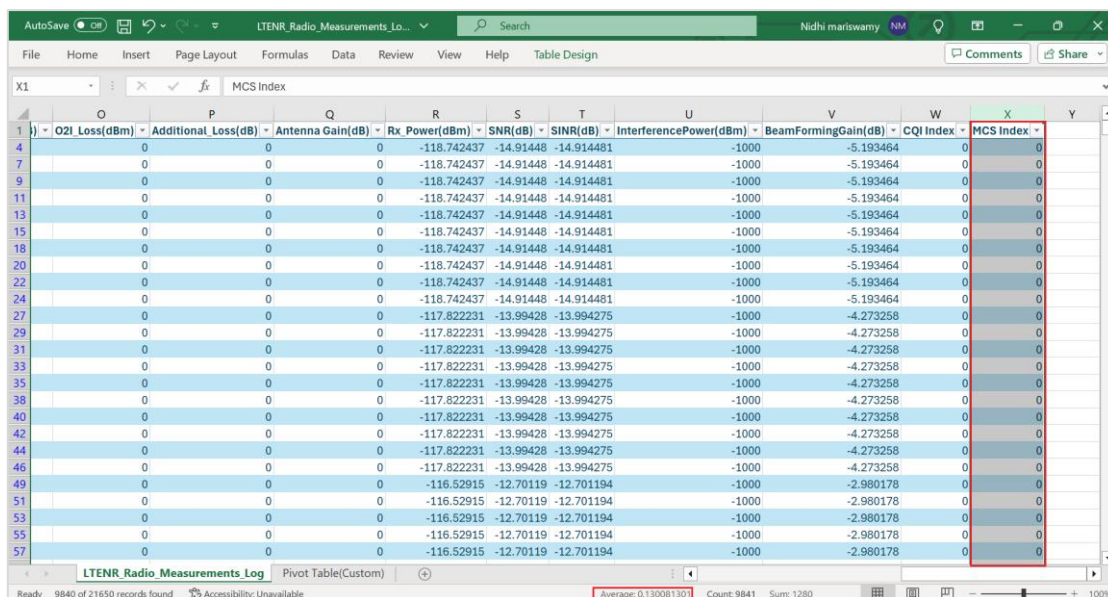 AutoSave Off LTENR_Radio_Measurements_Lo... Search Nidhi mariswamy NM
File Home Insert Page Layout Formulas Data Review View Help Table Design Comments Share
X1 fx MCS Index
O P Q R S T U V W X Y
1 ) O2I_Loss(dBm) Additional_Loss(dB) Antenna Gain(dB) Rx_Power(dBm) SNR(dB) SINR(dB) InterferencePower(dBm) BeamFormingGain(dB) CQI Index MCS Index
4 0 0 0 -118.742437 -14.91448 -14.914481 -1000 -5.193464 0 0
7 0 0 0 -118.742437 -14.91448 -14.914481 -1000 -5.193464 0 0
9 0 0 0 -118.742437 -14.91448 -14.914481 -1000 -5.193464 0 0
11 0 0 0 -118.742437 -14.91448 -14.914481 -1000 -5.193464 0 0
13 0 0 0 -118.742437 -14.91448 -14.914481 -1000 -5.193464 0 0
15 0 0 0 -118.742437 -14.91448 -14.914481 -1000 -5.193464 0 0
18 0 0 0 -118.742437 -14.91448 -14.914481 -1000 -5.193464 0 0
20 0 0 0 -118.742437 -14.91448 -14.914481 -1000 -5.193464 0 0
22 0 0 0 -118.742437 -14.91448 -14.914481 -1000 -5.193464 0 0
24 0 0 0 -118.742437 -14.91448 -14.914481 -1000 -5.193464 0 0
27 0 0 0 -117.822231 -13.99428 -13.994275 -1000 -4.273258 0 0
29 0 0 0 -117.822231 -13.99428 -13.994275 -1000 -4.273258 0 0
31 0 0 0 -117.822231 -13.99428 -13.994275 -1000 -4.273258 0 0
33 0 0 0 -117.822231 -13.99428 -13.994275 -1000 -4.273258 0 0
35 0 0 0 -117.822231 -13.99428 -13.994275 -1000 -4.273258 0 0
38 0 0 0 -117.822231 -13.99428 -13.994275 -1000 -4.273258 0 0
40 0 0 0 -117.822231 -13.99428 -13.994275 -1000 -4.273258 0 0
42 0 0 0 -117.822231 -13.99428 -13.994275 -1000 -4.273258 0 0
44 0 0 0 -117.822231 -13.99428 -13.994275 -1000 -4.273258 0 0
46 0 0 0 -117.822231 -13.99428 -13.994275 -1000 -4.273258 0 0
49 0 0 0 -116.52915 -12.70119 -12.701194 -1000 -2.980178 0 0
51 0 0 0 -116.52915 -12.70119 -12.701194 -1000 -2.980178 0 0
53 0 0 0 -116.52915 -12.70119 -12.701194 -1000 -2.980178 0 0
55 0 0 0 -116.52915 -12.70119 -12.701194 -1000 -2.980178 0 0
57 0 0 0 -116.52915 -12.70119 -12.701194 -1000 -2.980178 0 0
LTENR_Radio_Measurements_Log Pivot Table(Custom)
Ready 9840 of 21650 records found Accessibility: Unavailable Average: 0.130081301 Count: 9841 Sum: 1280 100%